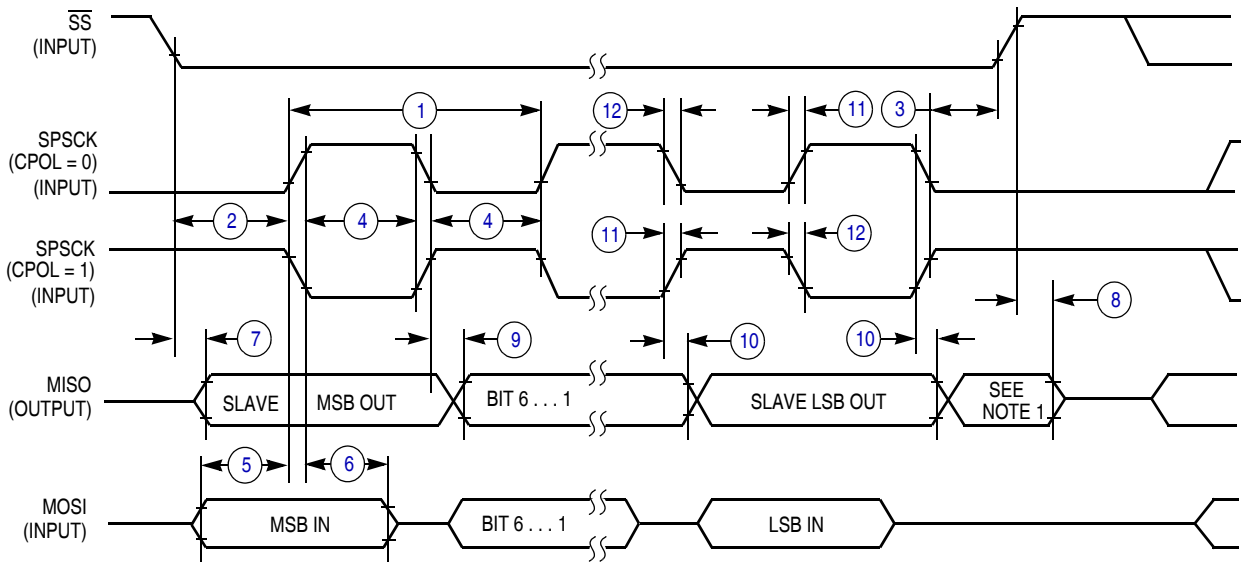 SS
(INPUT)
1
12
11
3
SPSCK
(CPOL = 0)
(INPUT)
2
4
4
11
12
SPSCK
(CPOL = 1)
(INPUT)
8
7
9
10
10
MISO
(OUTPUT)
SLAVE
MSB OUT
BIT 6 . . . 1
SLAVE LSB OUT
SEE
NOTE 1
5
6
MOSI
(INPUT)
MSB IN
BIT 6 . . . 1
LSB IN